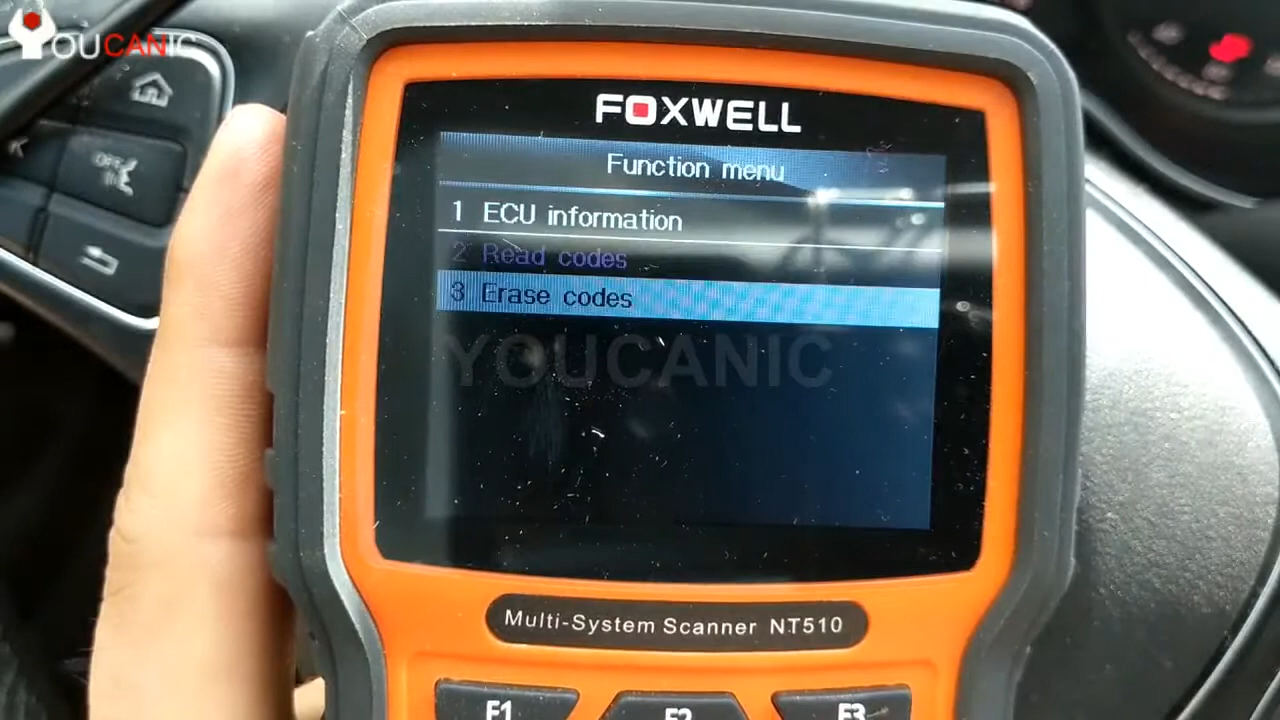 YOUCANIC
OFF
FOXWELL
Function menu
1 ECU information
2 Read codes
3 Erase codes
YOUCANIC
Multi-System Scanner NT510
F1 F2 F3